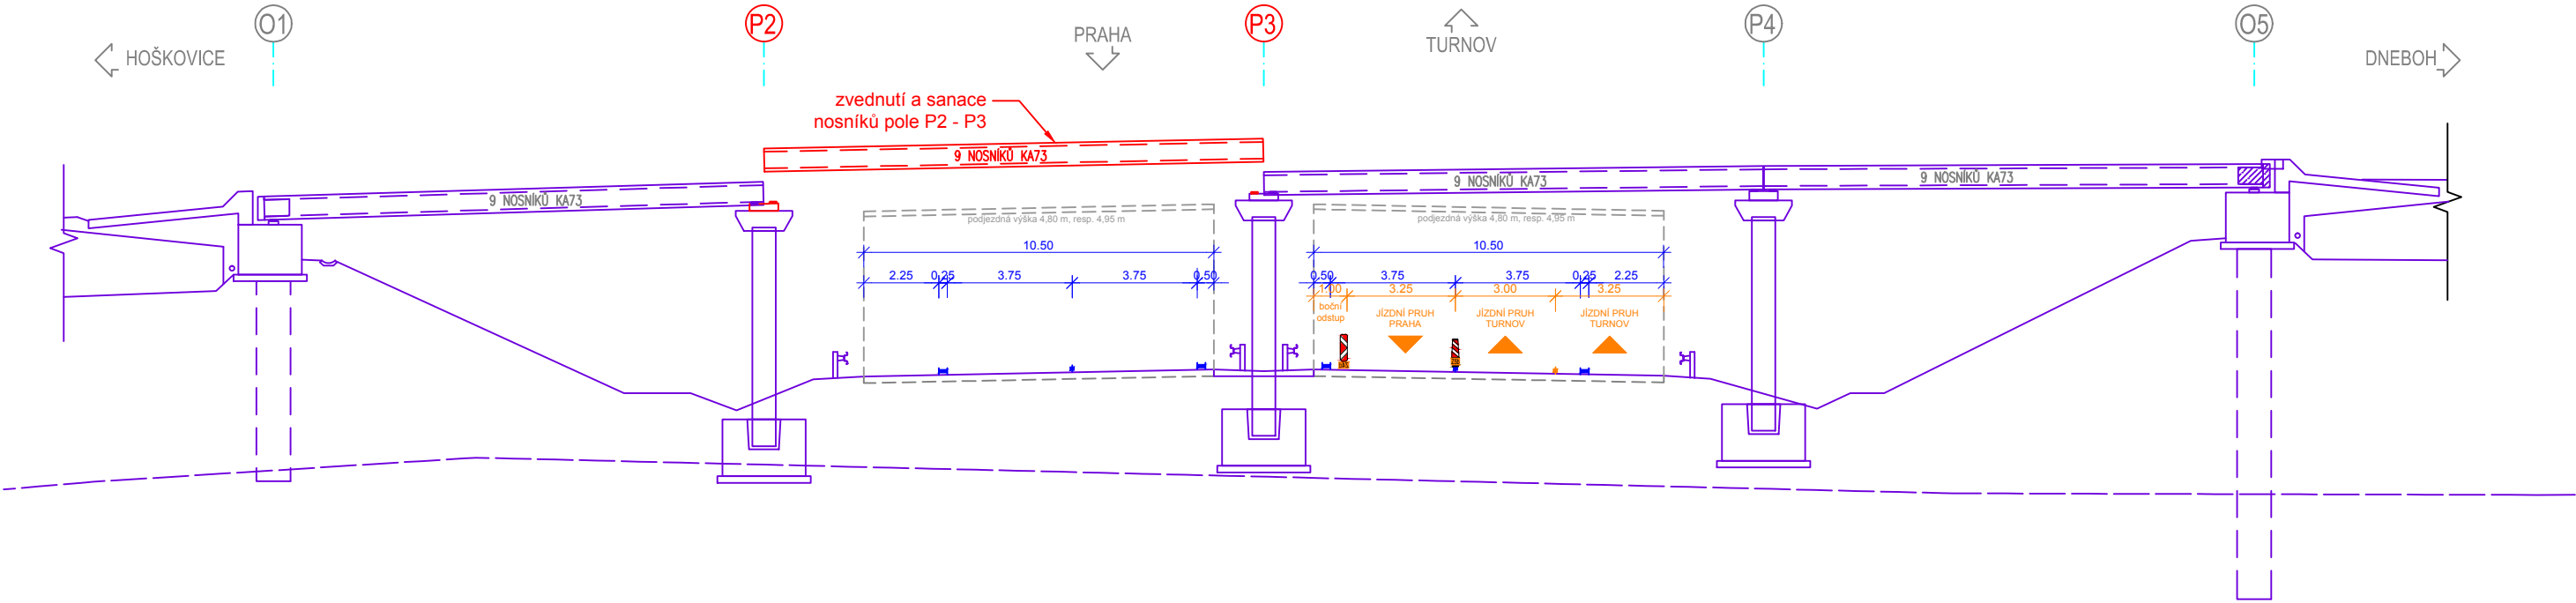 O1
P2
P3
P4
O5
HOŠKOVICE
PRAHA
TURNOV
DNEBOH
zvednutí a sanace
nosníků pole P2 - P3
9 NOSNÍKŮ KA73
9 NOSNÍKŮ KA73
9 NOSNÍKŮ KA73
9 NOSNÍKŮ KA73
podjezdná výška 4,80 m, resp. 4,95 m
podjezdná výška 4,80 m, resp. 4,95 m
10.50
10.50
2.25 0.25 3.75 3.75 0.50
0.50 3.75 3.75 0.25 2.25
1.00 3.25 3.00 3.25
boční
odstup
JÍZDNÍ PRUH
PRAHA
JÍZDNÍ PRUH
TURNOV
JÍZDNÍ PRUH
TURNOV